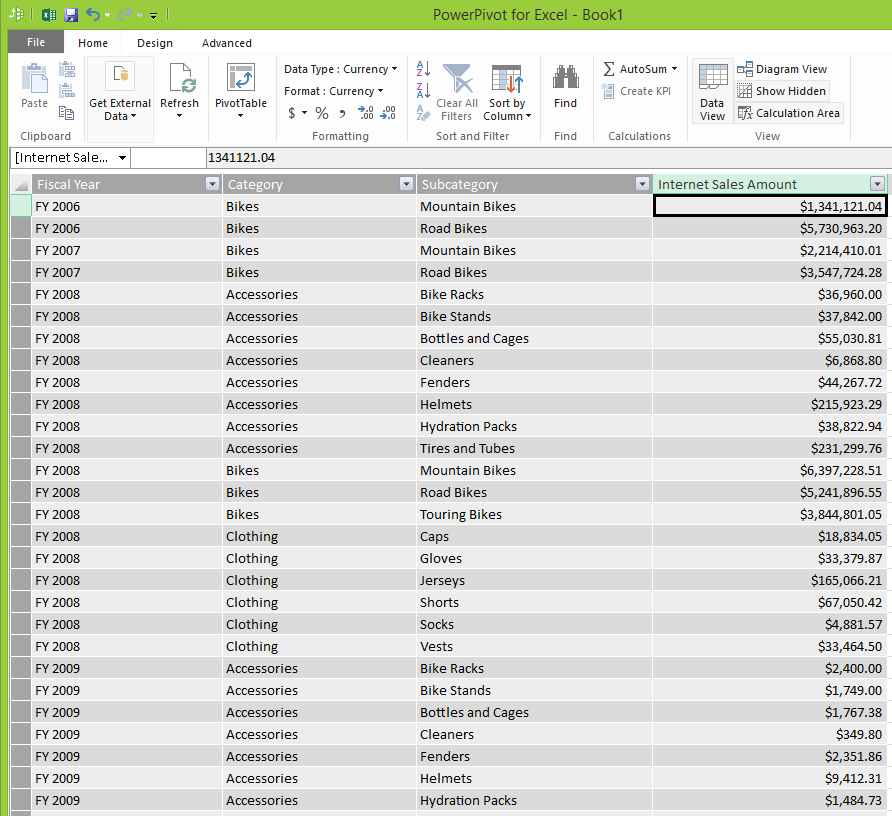 PowerPivot for Excel - Book1
File Home Design Advanced
Paste
Clipboard
Get External Data
Refresh
PivotTable
Data Type : Currency
Format : Currency
$ % , .00 .00
Formatting
Clear All Filters
Sort by Column
Sort and Filter
Find
Find
AutoSum
Create KPI
Calculations
Data View
Diagram View
Show Hidden
Calculation Area
View
[Internet Sale... 1341121.04
Fiscal Year Category Subcategory Internet Sales Amount
FY 2006 Bikes Mountain Bikes $1,341,121.04
FY 2006 Bikes Road Bikes $5,730,963.20
FY 2007 Bikes Mountain Bikes $2,214,410.01
FY 2007 Bikes Road Bikes $3,547,724.28
FY 2008 Accessories Bike Racks $36,960.00
FY 2008 Accessories Bike Stands $37,842.00
FY 2008 Accessories Bottles and Cages $55,030.81
FY 2008 Accessories Cleaners $6,868.80
FY 2008 Accessories Fenders $44,267.72
FY 2008 Accessories Helmets $215,923.29
FY 2008 Accessories Hydration Packs $38,822.94
FY 2008 Accessories Tires and Tubes $231,299.76
FY 2008 Bikes Mountain Bikes $6,397,228.51
FY 2008 Bikes Road Bikes $5,241,896.55
FY 2008 Bikes Touring Bikes $3,844,801.05
FY 2008 Clothing Caps $18,834.05
FY 2008 Clothing Gloves $33,379.87
FY 2008 Clothing Jerseys $165,066.21
FY 2008 Clothing Shorts $67,050.42
FY 2008 Clothing Socks $4,881.57
FY 2008 Clothing Vests $33,464.50
FY 2009 Accessories Bike Racks $2,400.00
FY 2009 Accessories Bike Stands $1,749.00
FY 2009 Accessories Bottles and Cages $1,767.38
FY 2009 Accessories Cleaners $349.80
FY 2009 Accessories Fenders $2,351.86
FY 2009 Accessories Helmets $9,412.31
FY 2009 Accessories Hydration Packs $1,484.73